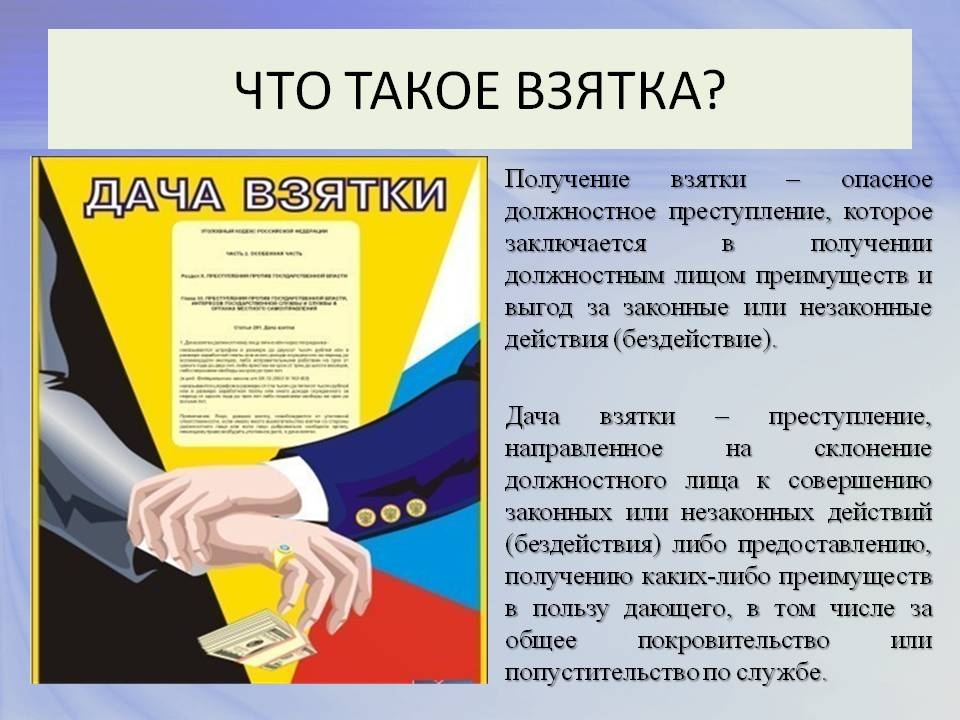 ЧТО ТАКОЕ ВЗЯТКА?
ДАЧА ВЗЯТКИ
УГОЛОВНЫЙ КОДЕКС РОССИЙСКОЙ ФЕДЕРАЦИИ
ЧАСТЬ 2. ОСОБЕННАЯ ЧАСТЬ
Раздел X. ПРЕСТУПЛЕНИЯ ПРОТИВ ГОСУДАРСТВЕННОЙ ВЛАСТИ
Глава 30. ПРЕСТУПЛЕНИЯ ПРОТИВ ГОСУДАРСТВЕННОЙ ВЛАСТИ,
ИНТЕРЕСОВ ГОСУДАРСТВЕННОЙ СЛУЖБЫ И СЛУЖБЫ В
ОРГАНАХ МЕСТНОГО САМОУПРАВЛЕНИЯ
Статья 291. Дача взятки
Получение взятки – опасное
должностное преступление, которое
заключается в получении
должностным лицом преимуществ и
выгод за законные или незаконные
действия (бездействие).
Дача взятки – преступление,
направленное на склонение
должностного лица к совершению
законных или незаконных действий
(бездействия) либо предоставлению,
получению каких-либо преимуществ
в пользу дающего, в том числе за
общее покровительство или
попустительство по службе.